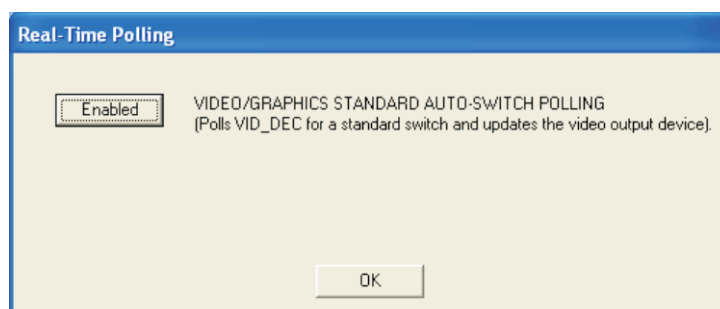 Real-Time Polling
Enabled
VIDEO/GRAPHICS STANDARD AUTO-SWITCH POLLING
(Polls VID_DEC for a standard switch and updates the video output device).
OK